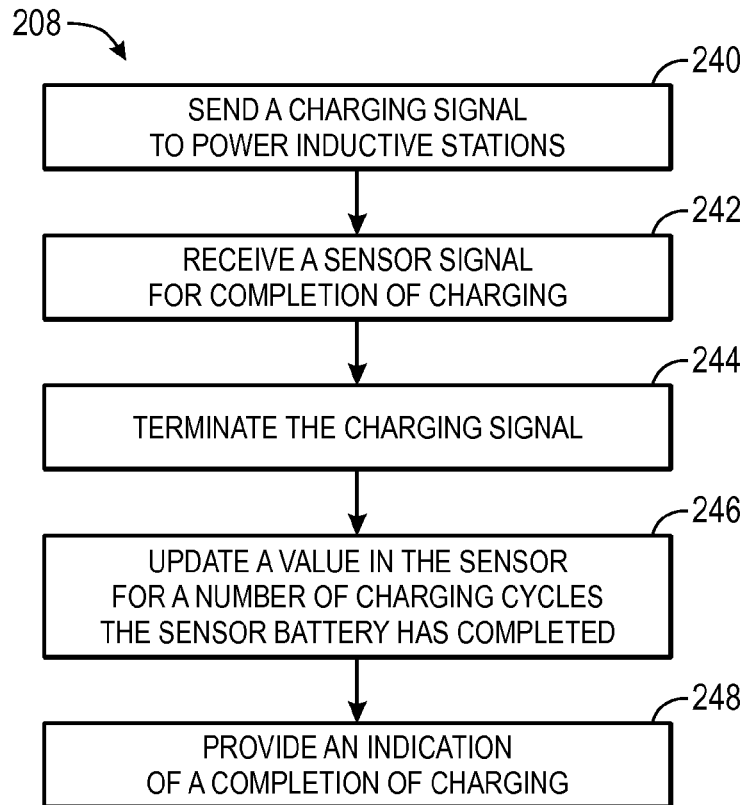 208
240
SEND A CHARGING SIGNAL
TO POWER INDUCTIVE STATIONS
242
RECEIVE A SENSOR SIGNAL
FOR COMPLETION OF CHARGING
244
TERMINATE THE CHARGING SIGNAL
246
UPDATE A VALUE IN THE SENSOR
FOR A NUMBER OF CHARGING CYCLES
THE SENSOR BATTERY HAS COMPLETED
248
PROVIDE AN INDICATION
OF A COMPLETION OF CHARGING